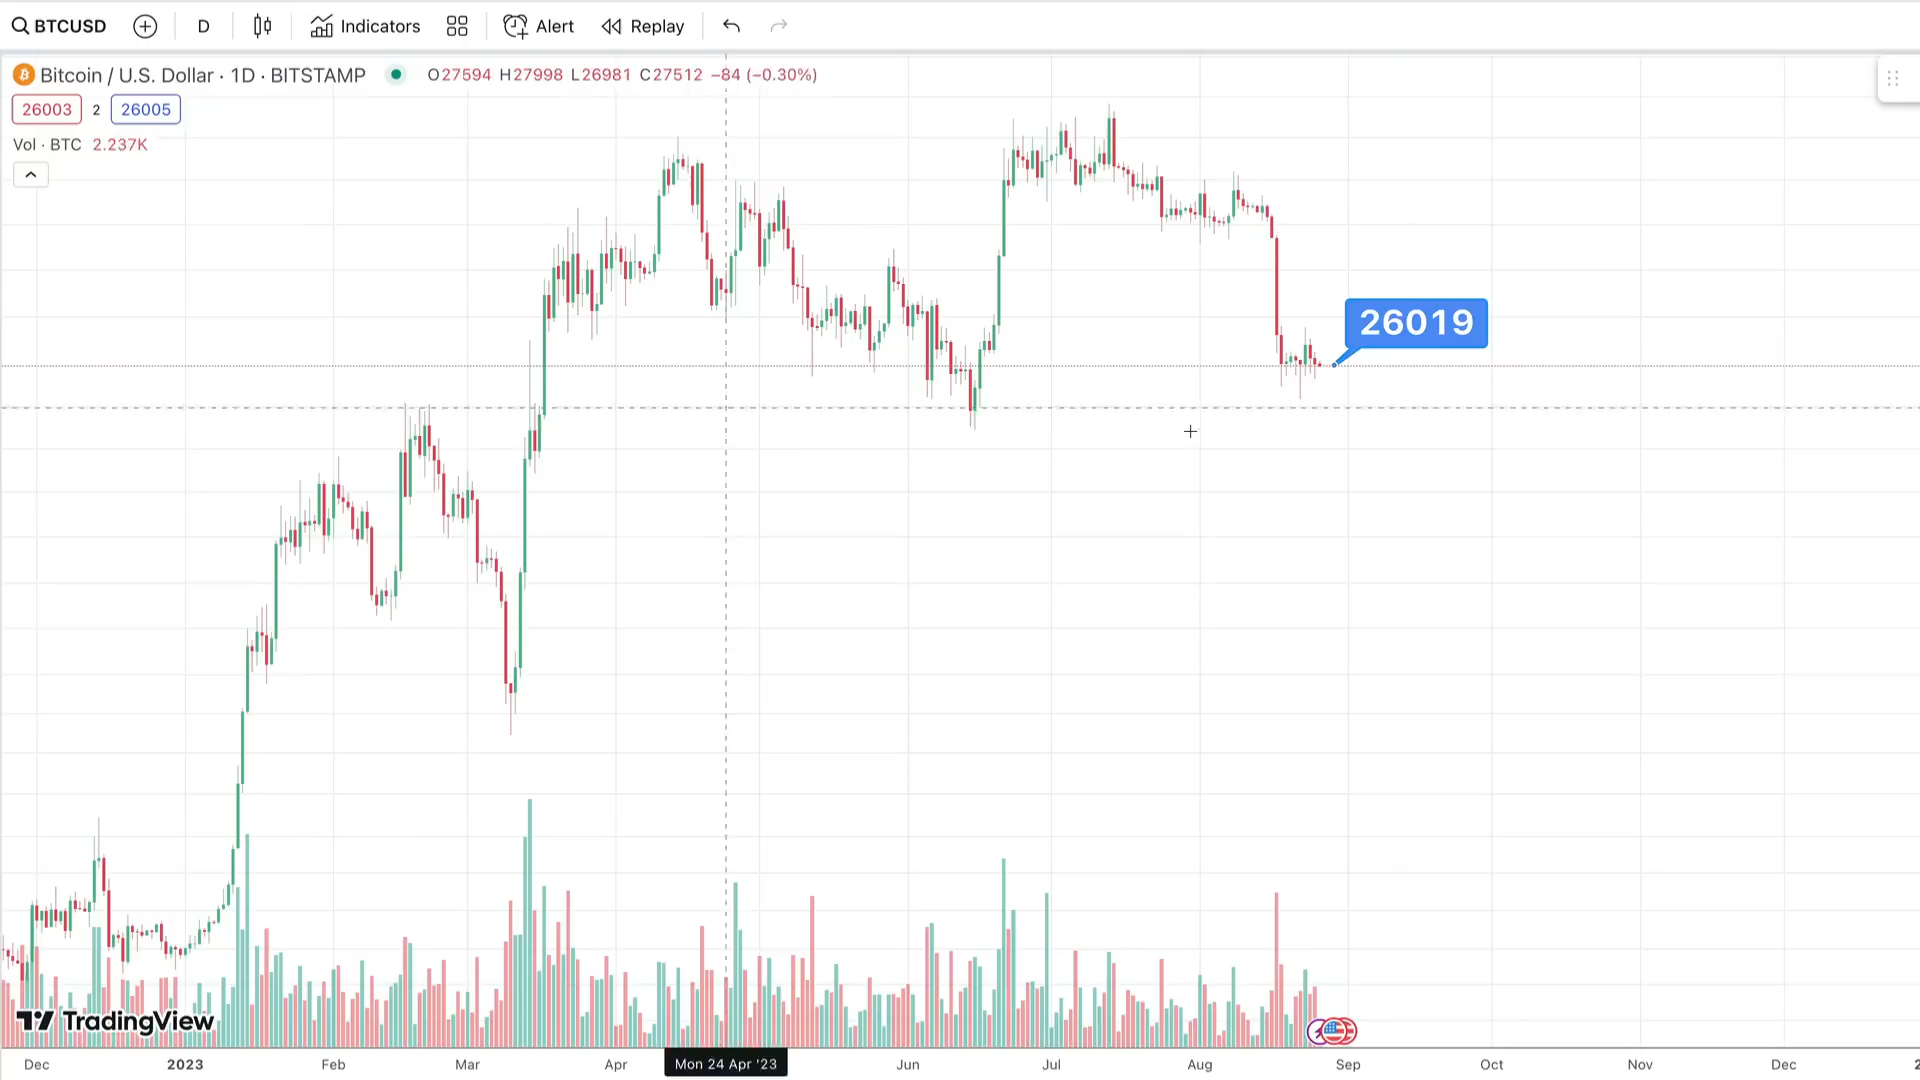 BTCUSD D Indicators Alert Replay
Bitcoin / U.S. Dollar · 1D · BITSTAMP O27594 H27998 L26981 C27512 −84 (−0.30%)
26003 2 26005
Vol · BTC 2.237K
26019
TradingView
Dec 2023 Feb Mar Apr Mon 24 Apr '23 Jun Jul Aug Sep Oct Nov Dec 2